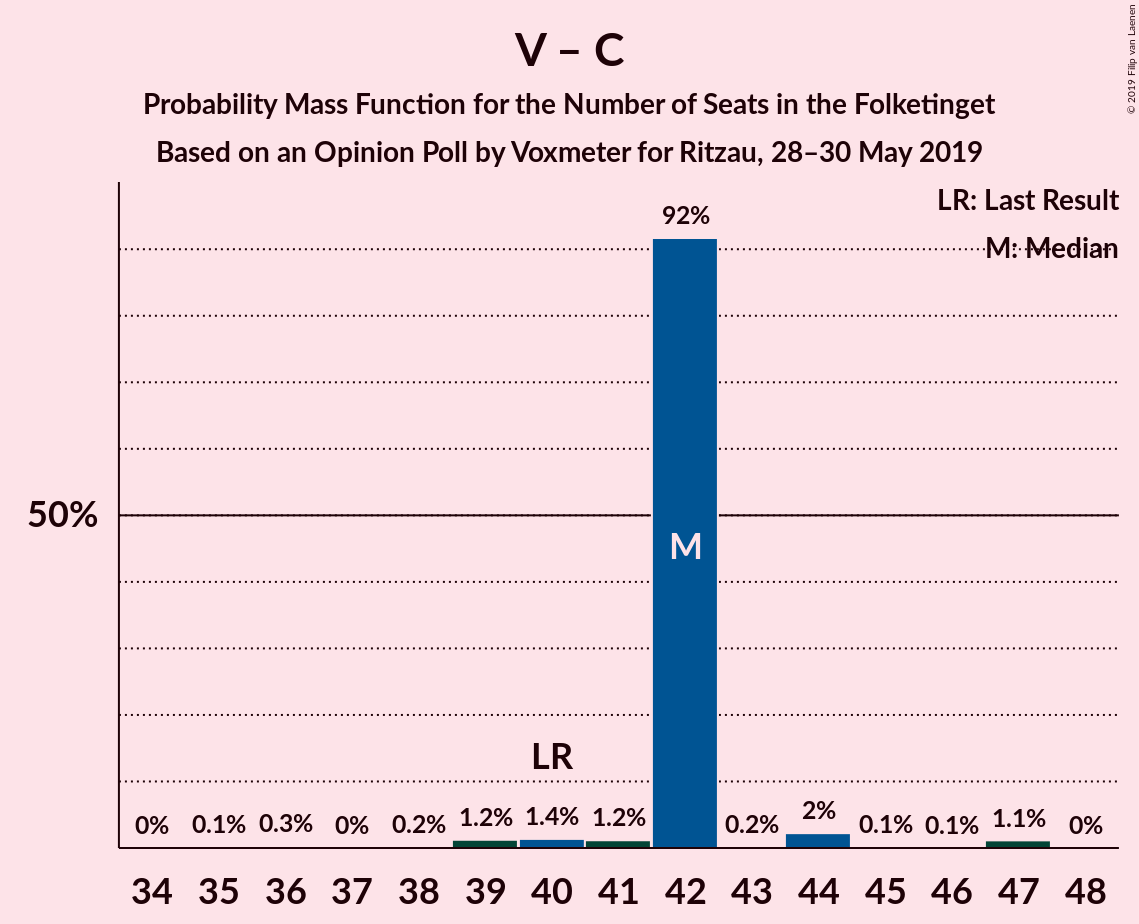 V – C
Probability Mass Function for the Number of Seats in the Folketinget
Based on an Opinion Poll by Voxmeter for Ritzau, 28–30 May 2019
© 2019 Filip van Laenen
LR: Last Result
M: Median
92%
50%
M
LR
0% 0.1% 0.3% 0% 0.2% 1.2% 1.4% 1.2% 0.2% 2% 0.1% 0.1% 1.1% 0%
34 35 36 37 38 39 40 41 42 43 44 45 46 47 48